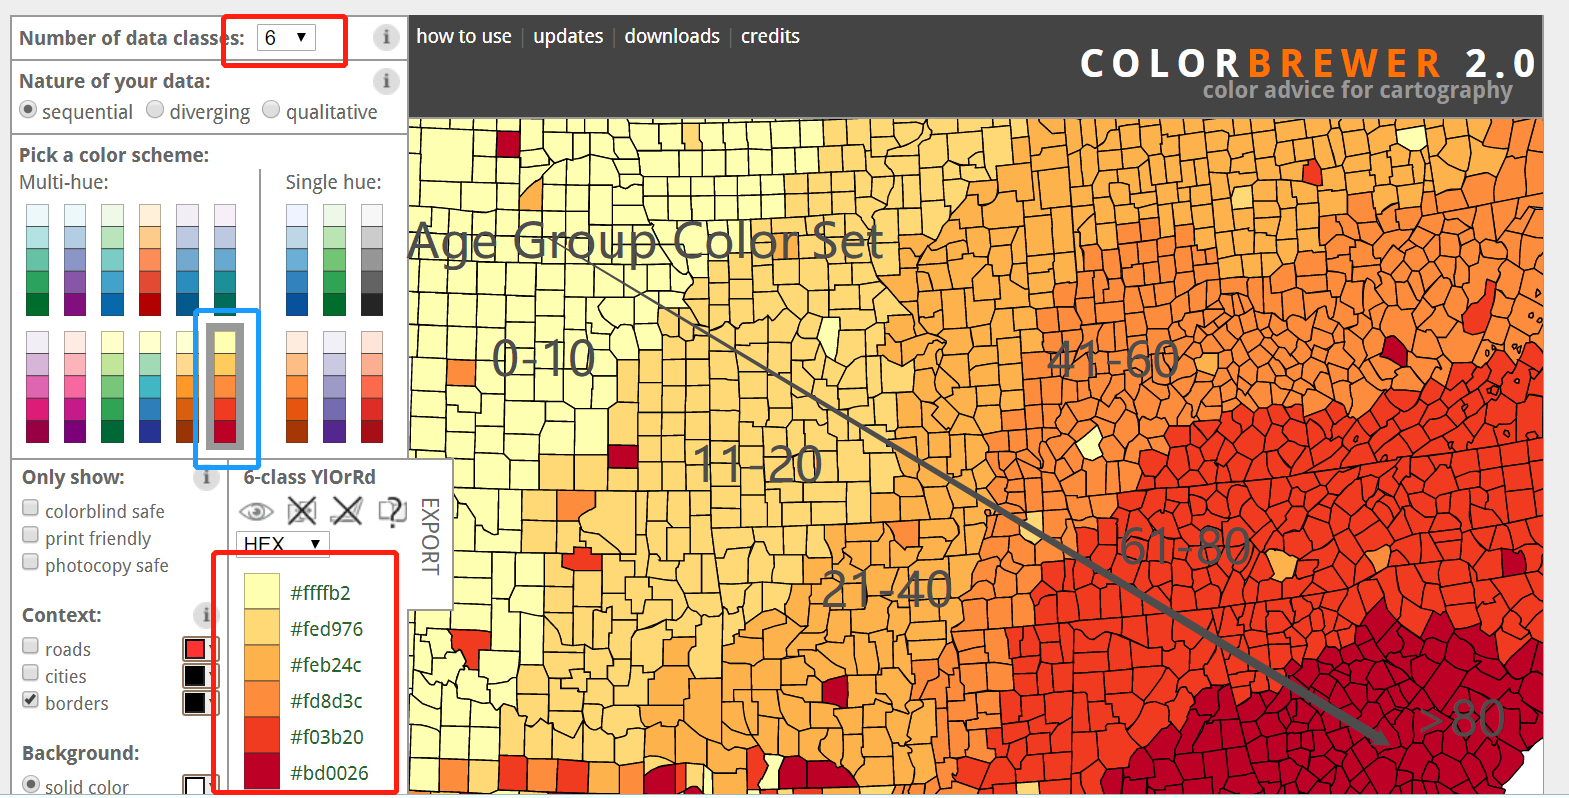 Number of data classes: 6 i
how to use | updates | downloads | credits
COLORBREWER 2.0
color advice for cartography
Nature of your data: i
sequential diverging qualitative
Pick a color scheme:
Multi-hue: Single hue:
Age Group Color Set
0-10
41-60
11-20
61-80
21-40
>80
Only show: i
colorblind safe
print friendly
photocopy safe
Context: i
roads
cities
borders
Background:
solid color
6-class YlOrRd
?
HEX
EXPORT
#ffffb2
#fed976
#feb24c
#fd8d3c
#f03b20
#bd0026